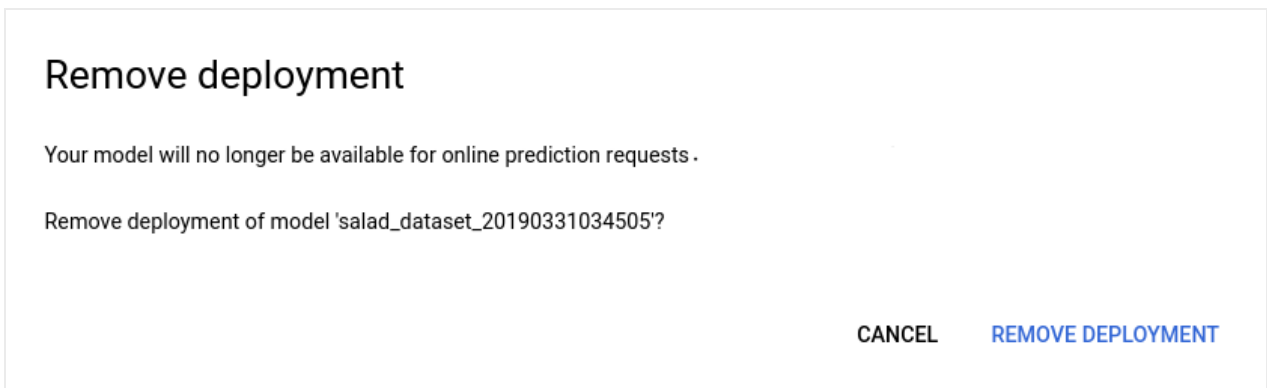 Remove deployment
Your model will no longer be available for online prediction requests .
Remove deployment of model 'salad_dataset_20190331034505'?
CANCEL REMOVE DEPLOYMENT